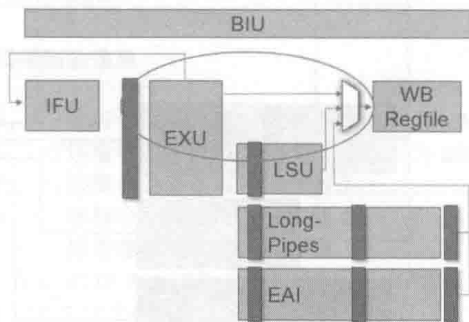 BIU
IFU
EXU
WB
Regfile
LSU
Long-
Pipes
EAI